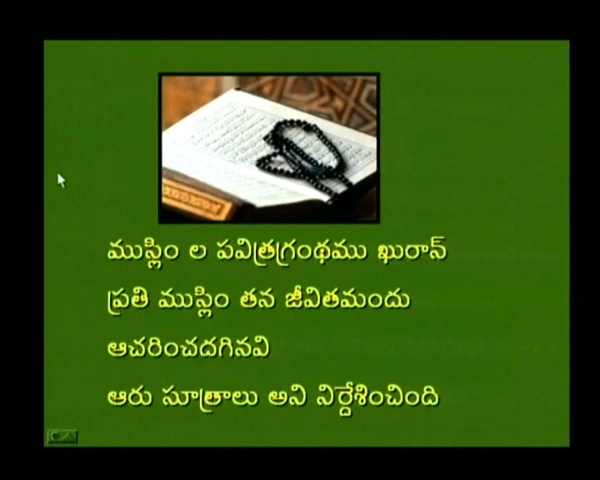 ముస్లిం ల పవిత్రగ్రంథము ఖురాన్
ప్రతి ముస్లిం తన జీవితమందు
ఆచరించదగినవి
ఆరు సూత్రాలు అని నిర్దేశించింది